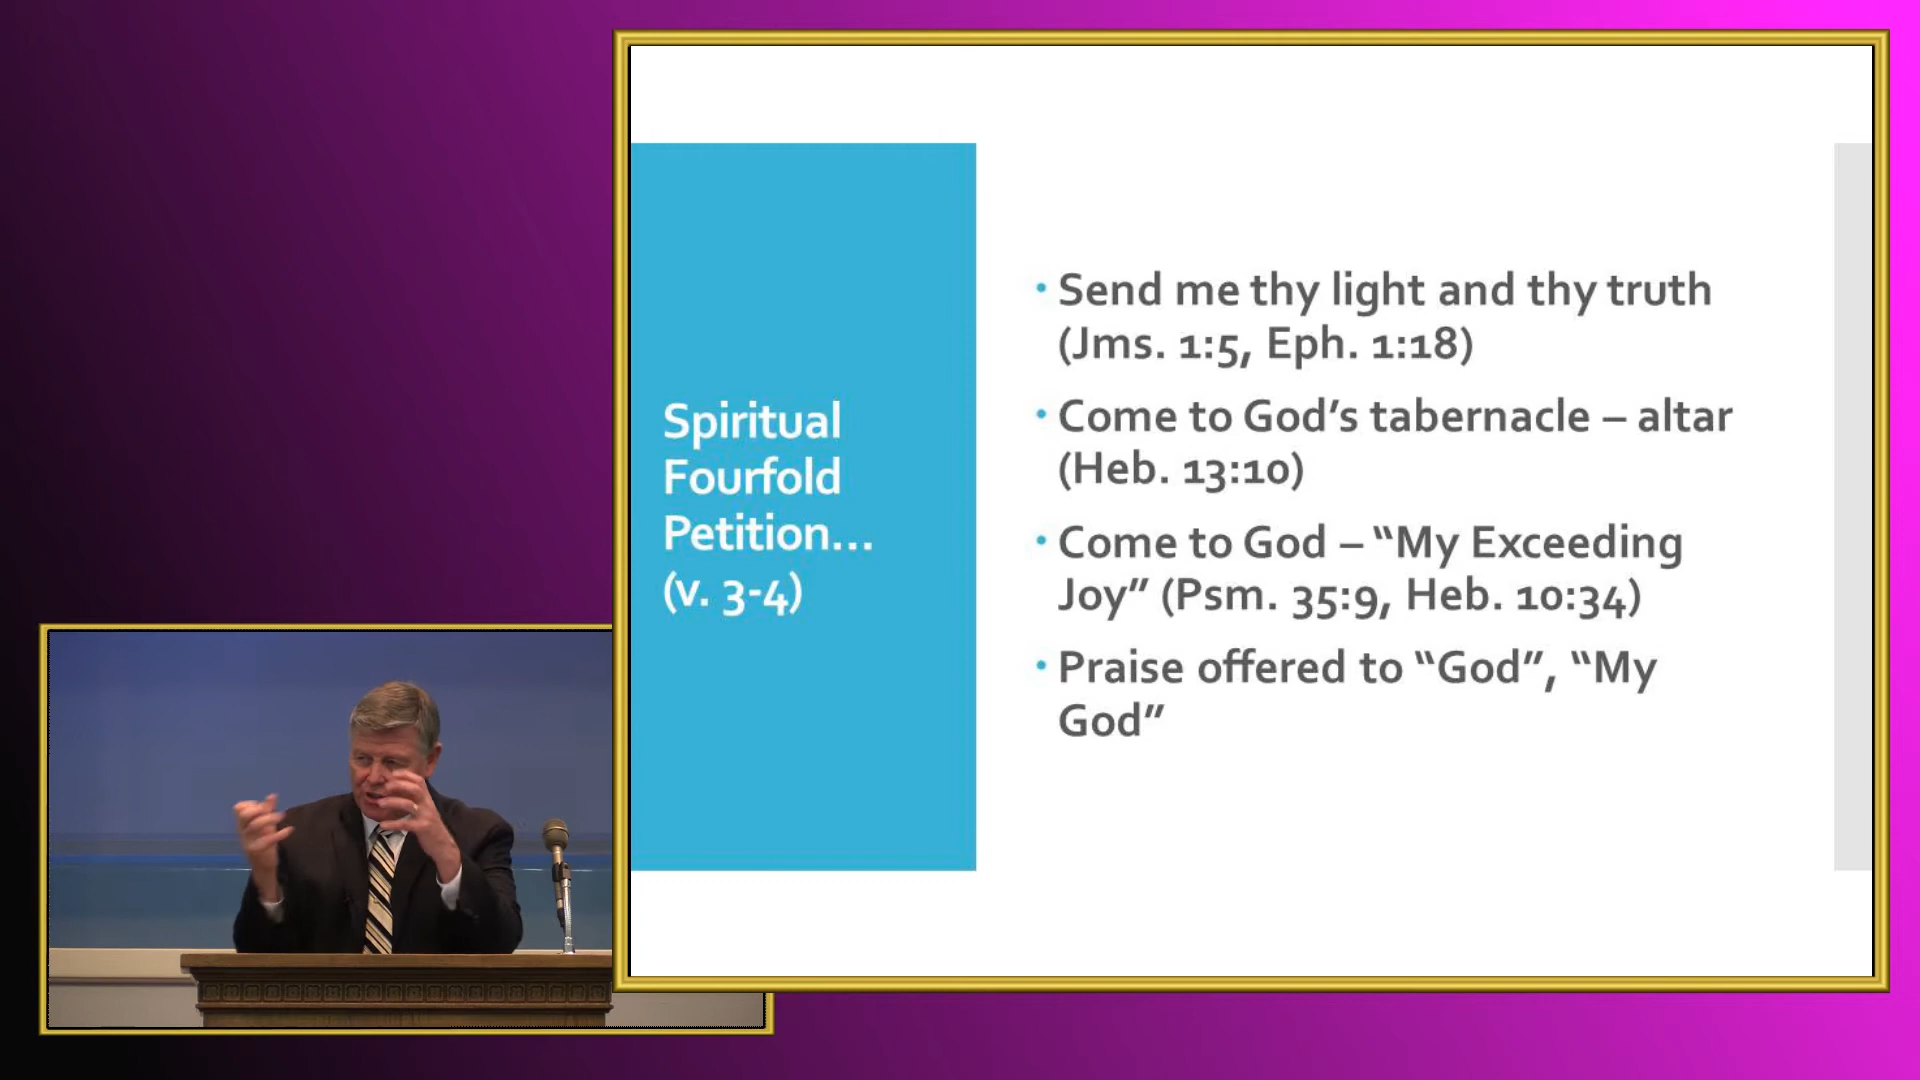 Spiritual
Fourfold
Petition...
(v. 3-4)
• Send me thy light and thy truth
(Jms. 1:5, Eph. 1:18)
• Come to God’s tabernacle – altar
(Heb. 13:10)
• Come to God – “My Exceeding
Joy” (Psm. 35:9, Heb. 10:34)
• Praise offered to “God”, “My
God”